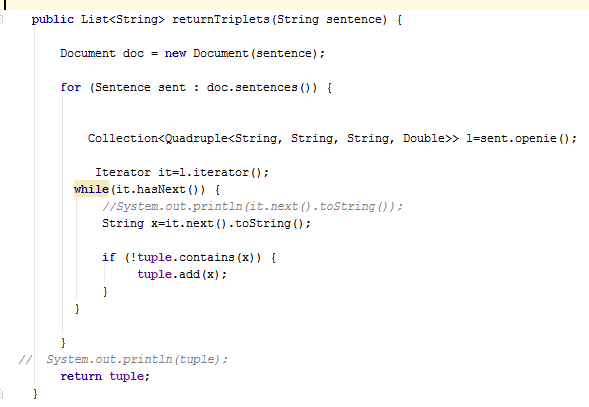 public List<String> returnTriplets(String sentence) {
Document doc = new Document(sentence);
for (Sentence sent : doc.sentences()) {
Collection<Quadruple<String, String, String, Double>> l=sent.openie();
Iterator it=l.iterator();
while(it.hasNext()) {
//System.out.println(it.next().toString());
String x=it.next().toString();
if (!tuple.contains(x)) {
tuple.add(x);
}
}
}
// System.out.println(tuple);
return tuple;
}